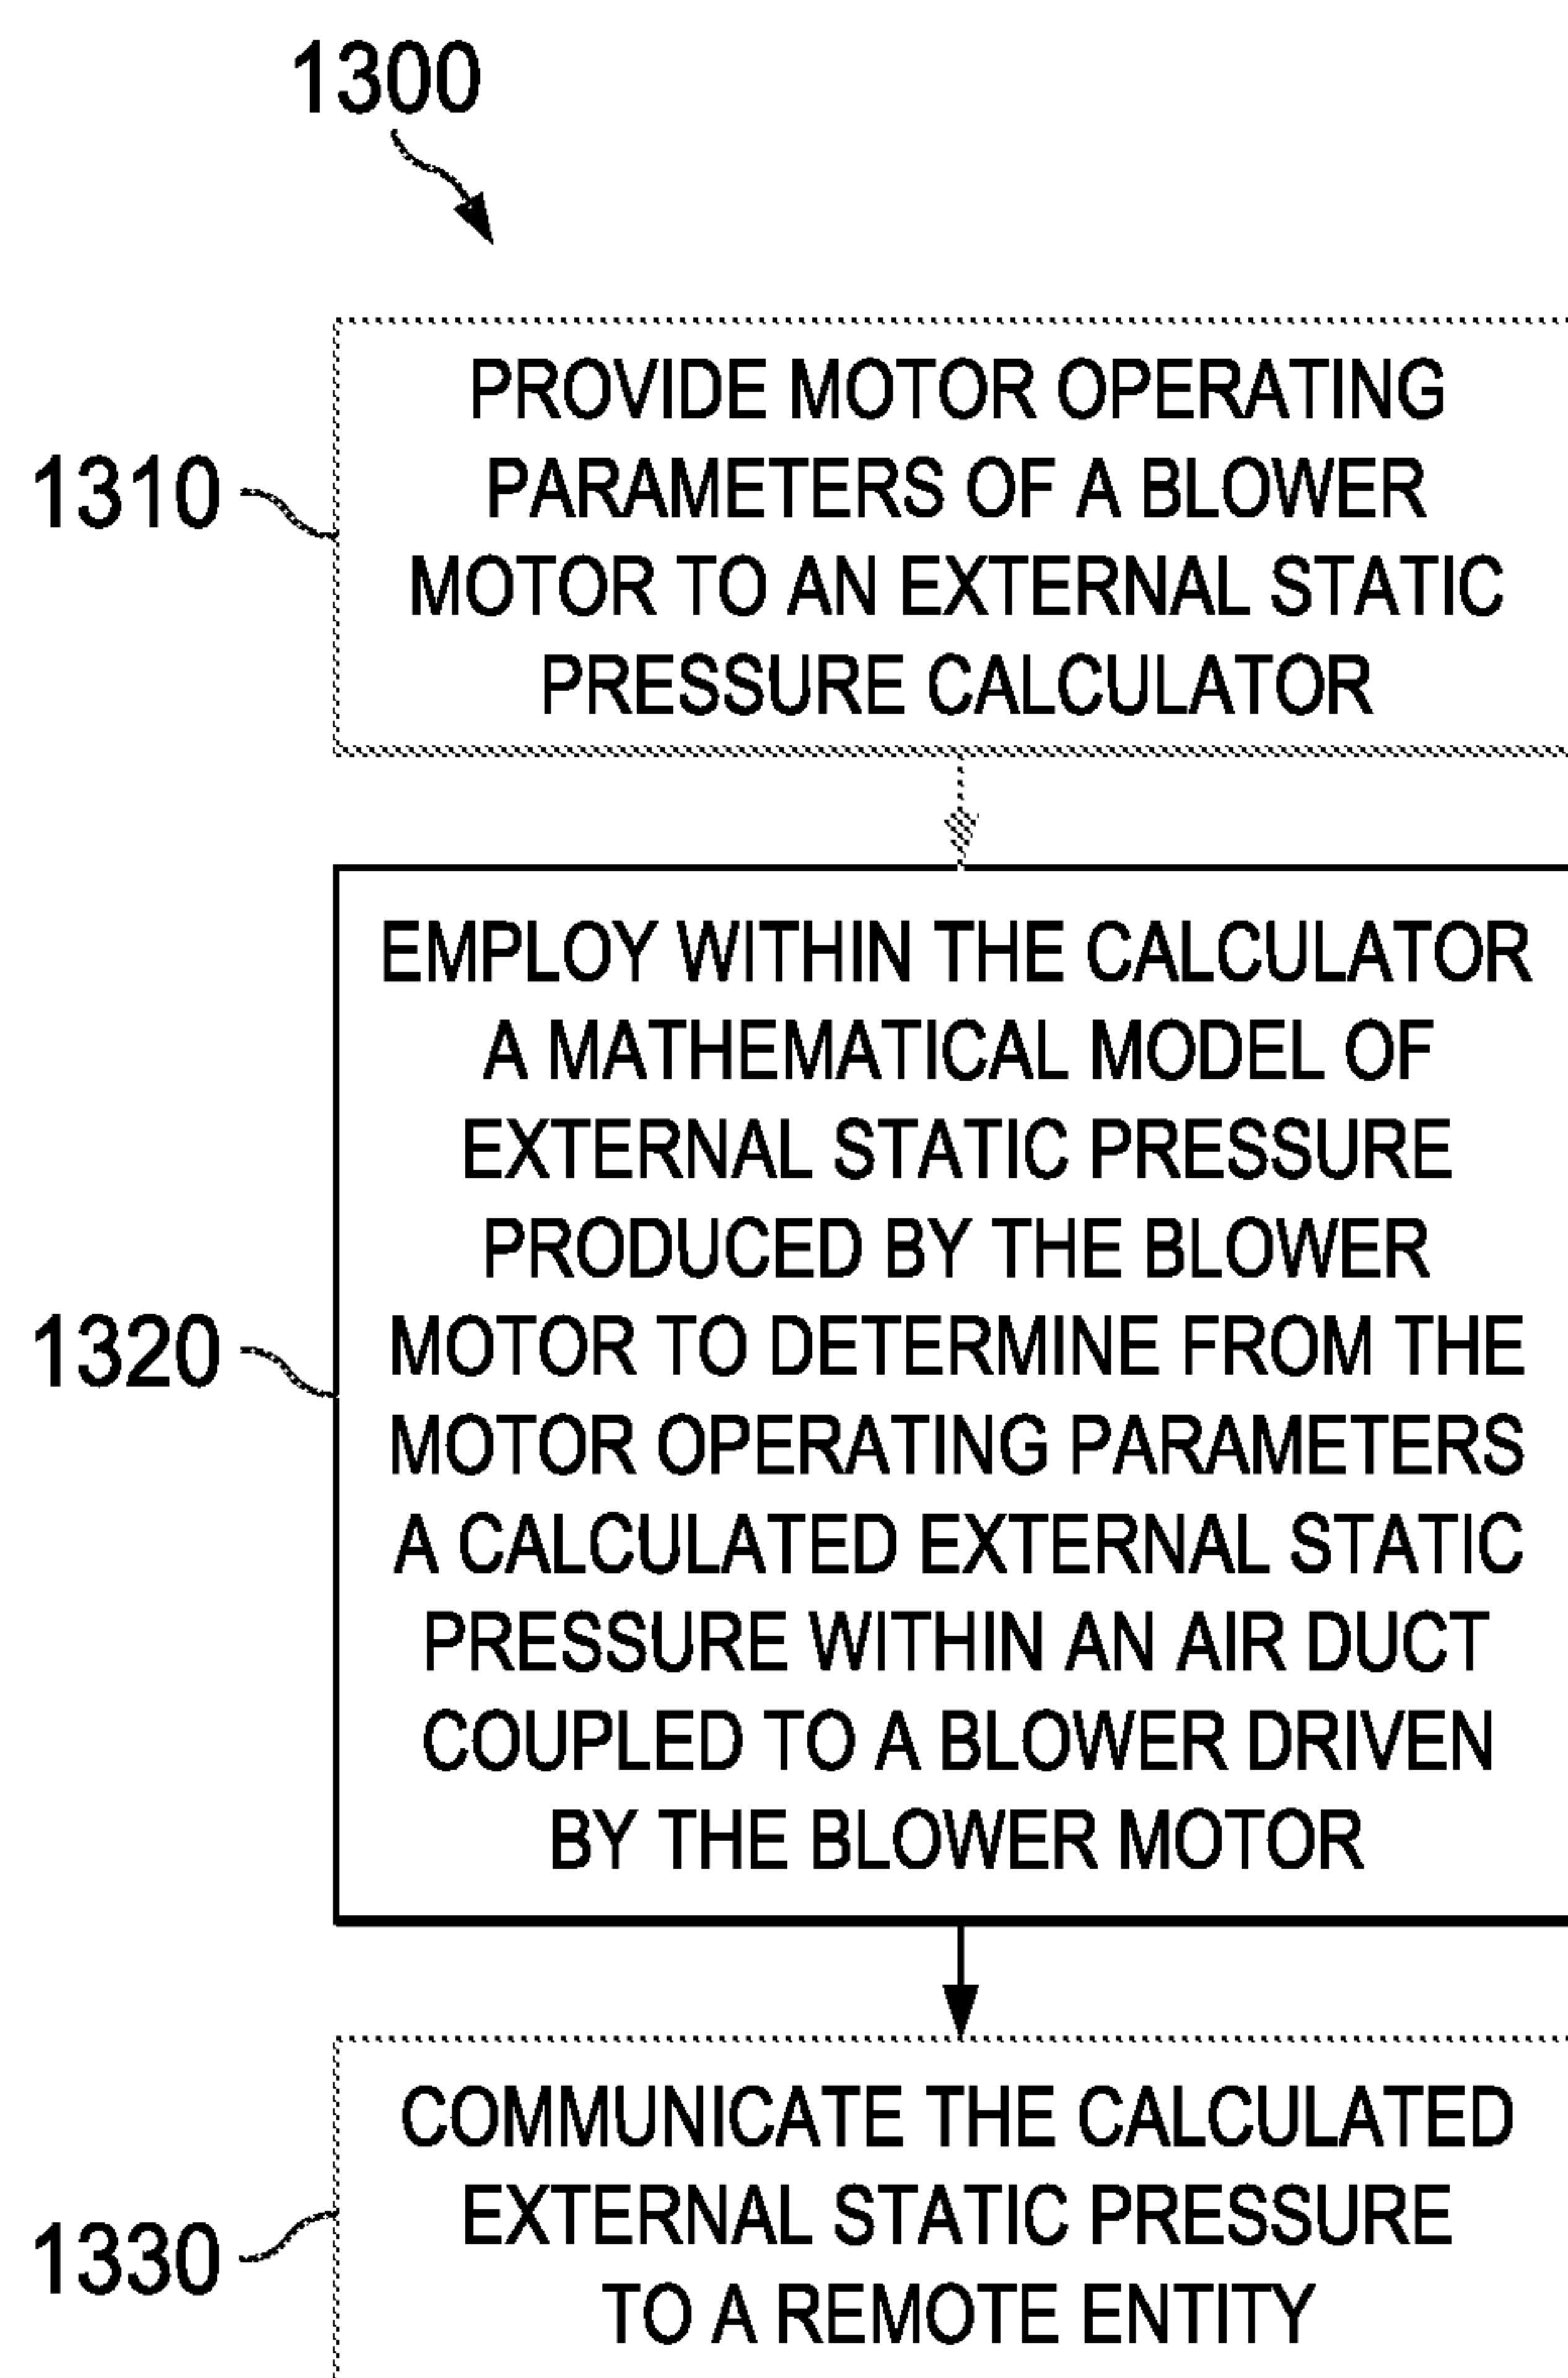 1300
1310
PROVIDE MOTOR OPERATING
PARAMETERS OF A BLOWER
MOTOR TO AN EXTERNAL STATIC
PRESSURE CALCULATOR
1320
EMPLOY WITHIN THE CALCULATOR
A MATHEMATICAL MODEL OF
EXTERNAL STATIC PRESSURE
PRODUCED BY THE BLOWER
MOTOR TO DETERMINE FROM THE
MOTOR OPERATING PARAMETERS
A CALCULATED EXTERNAL STATIC
PRESSURE WITHIN AN AIR DUCT
COUPLED TO A BLOWER DRIVEN
BY THE BLOWER MOTOR
1330
COMMUNICATE THE CALCULATED
EXTERNAL STATIC PRESSURE
TO A REMOTE ENTITY